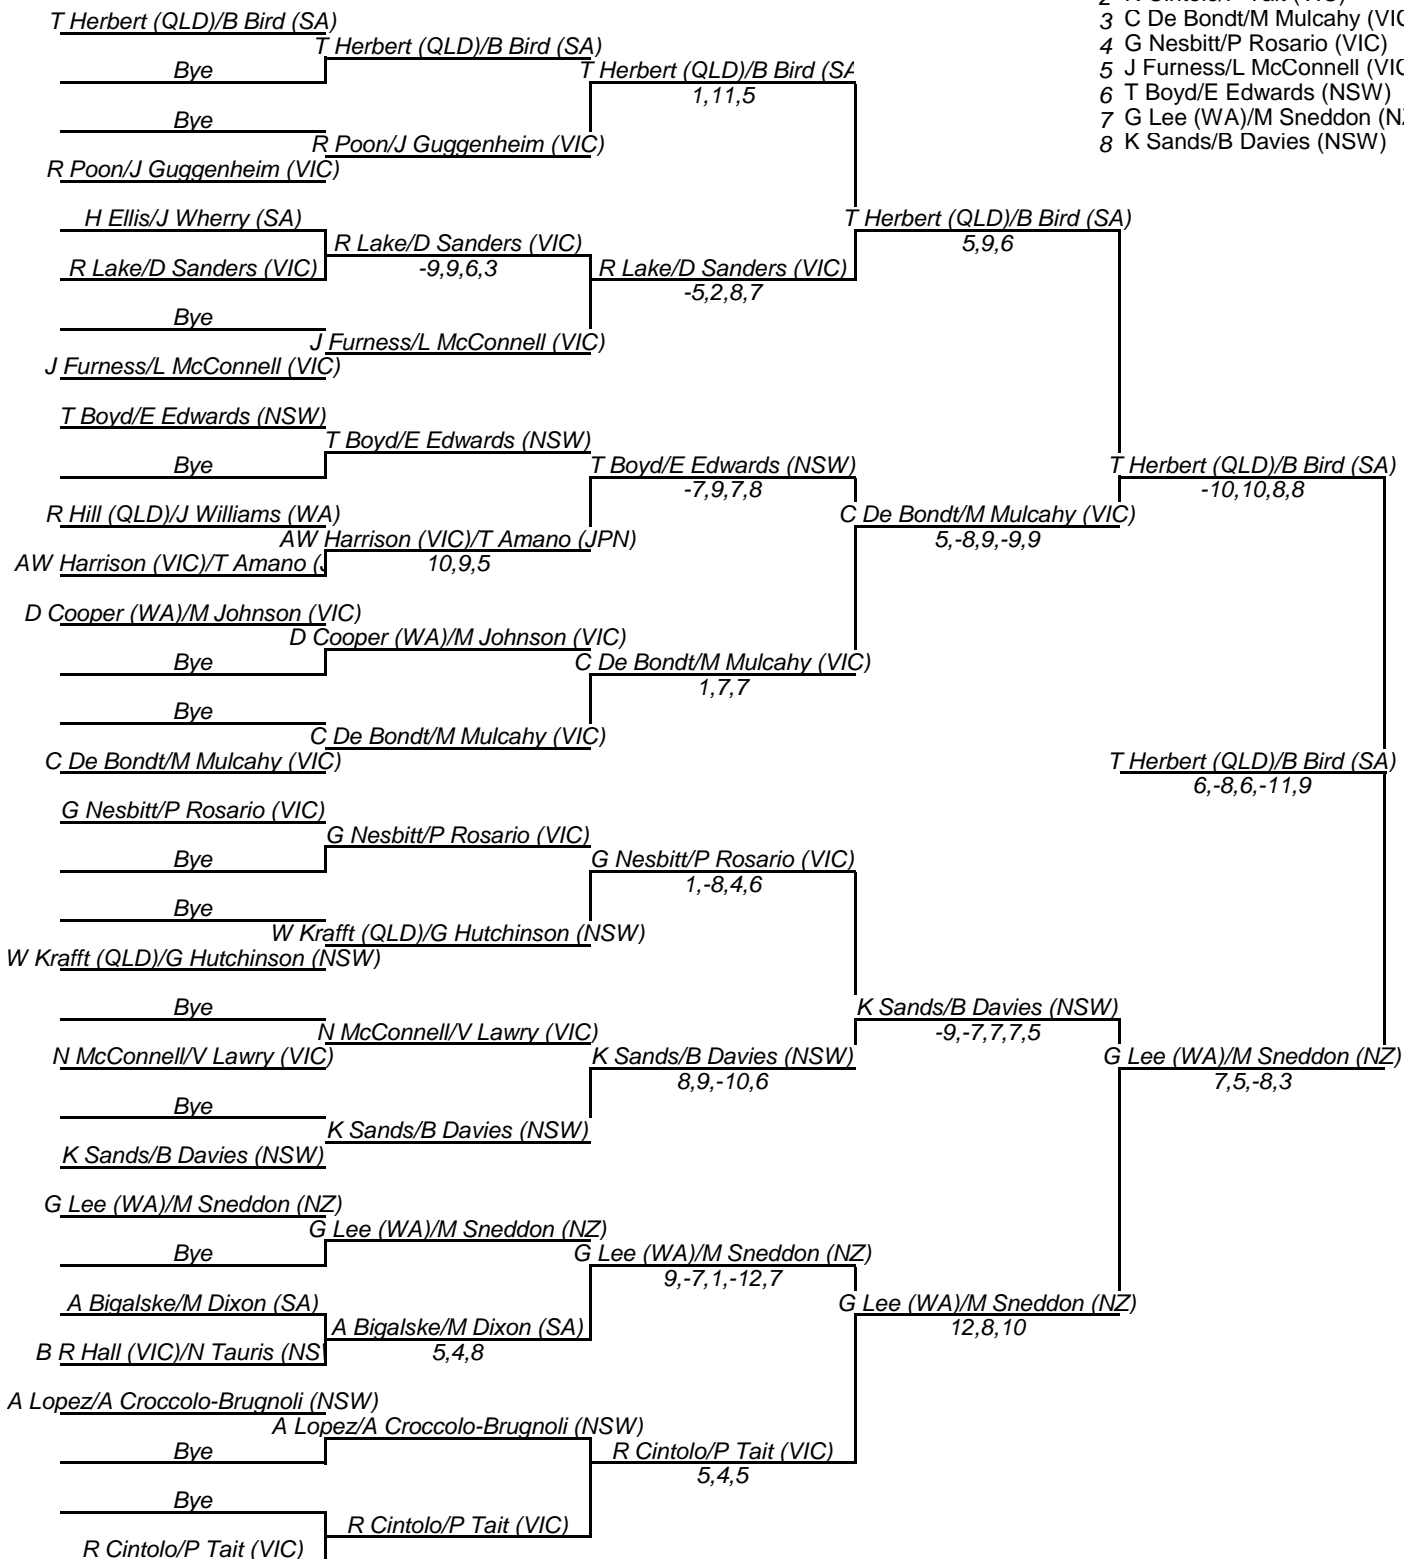 2 R Cintolo/P Tait (VIC)
3 C De Bondt/M Mulcahy (VIC
4 G Nesbitt/P Rosario (VIC)
5 J Furness/L McConnell (VIC
6 T Boyd/E Edwards (NSW)
7 G Lee (WA)/M Sneddon (NZ
8 K Sands/B Davies (NSW)
T Herbert (QLD)/B Bird (SA)
Bye
Bye
R Poon/J Guggenheim (VIC)
H Ellis/J Wherry (SA)
R Lake/D Sanders (VIC)
Bye
J Furness/L McConnell (VIC)
T Boyd/E Edwards (NSW)
Bye
R Hill (QLD)/J Williams (WA)
AW Harrison (VIC)/T Amano (J
D Cooper (WA)/M Johnson (VIC)
Bye
Bye
C De Bondt/M Mulcahy (VIC)
G Nesbitt/P Rosario (VIC)
Bye
Bye
W Krafft (QLD)/G Hutchinson (NSW)
Bye
N McConnell/V Lawry (VIC)
Bye
K Sands/B Davies (NSW)
G Lee (WA)/M Sneddon (NZ)
Bye
A Bigalske/M Dixon (SA)
B R Hall (VIC)/N Tauris (NS
A Lopez/A Croccolo-Brugnoli (NSW)
Bye
Bye
R Cintolo/P Tait (VIC)
T Herbert (QLD)/B Bird (SA)
R Poon/J Guggenheim (VIC)
R Lake/D Sanders (VIC)
-9,9,6,3
J Furness/L McConnell (VIC)
T Boyd/E Edwards (NSW)
AW Harrison (VIC)/T Amano (JPN)
10,9,5
D Cooper (WA)/M Johnson (VIC)
C De Bondt/M Mulcahy (VIC)
G Nesbitt/P Rosario (VIC)
W Krafft (QLD)/G Hutchinson (NSW)
N McConnell/V Lawry (VIC)
K Sands/B Davies (NSW)
G Lee (WA)/M Sneddon (NZ)
A Bigalske/M Dixon (SA)
5,4,8
A Lopez/A Croccolo-Brugnoli (NSW)
R Cintolo/P Tait (VIC)
T Herbert (QLD)/B Bird (SA
1,11,5
R Lake/D Sanders (VIC)
-5,2,8,7
T Boyd/E Edwards (NSW)
-7,9,7,8
C De Bondt/M Mulcahy (VIC)
1,7,7
G Nesbitt/P Rosario (VIC)
1,-8,4,6
K Sands/B Davies (NSW)
8,9,-10,6
G Lee (WA)/M Sneddon (NZ)
9,-7,1,-12,7
R Cintolo/P Tait (VIC)
5,4,5
T Herbert (QLD)/B Bird (SA)
5,9,6
C De Bondt/M Mulcahy (VIC)
5,-8,9,-9,9
K Sands/B Davies (NSW)
-9,-7,7,7,5
G Lee (WA)/M Sneddon (NZ)
12,8,10
T Herbert (QLD)/B Bird (SA)
-10,10,8,8
T Herbert (QLD)/B Bird (SA)
6,-8,6,-11,9
G Lee (WA)/M Sneddon (NZ)
7,5,-8,3